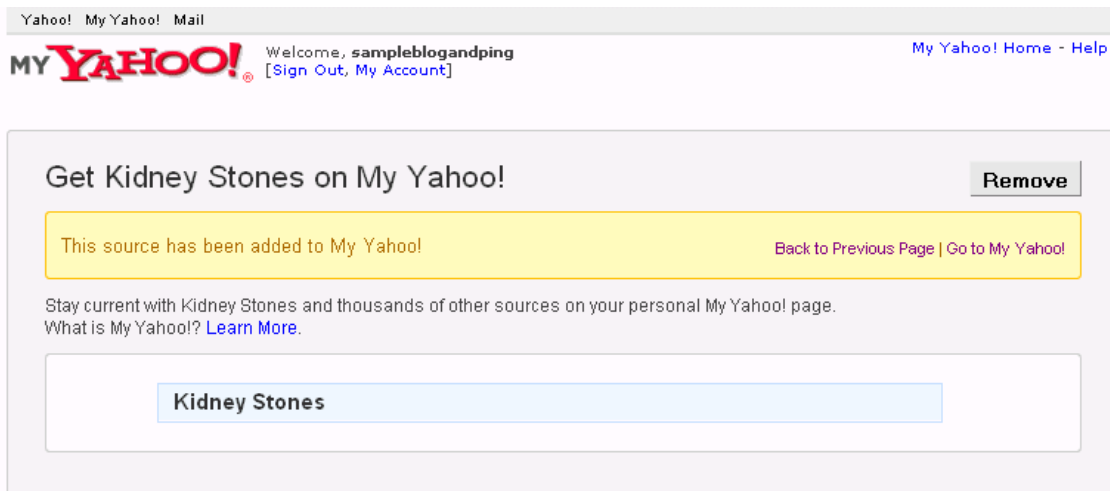 Yahoo! My Yahoo! Mail
MY YAHOO!® Welcome, sampleblogandping
[Sign Out, My Account]
My Yahoo! Home - Help
Get Kidney Stones on My Yahoo!
Remove
This source has been added to My Yahoo!
Back to Previous Page | Go to My Yahoo!
Stay current with Kidney Stones and thousands of other sources on your personal My Yahoo! page.
What is My Yahoo!? Learn More.
Kidney Stones